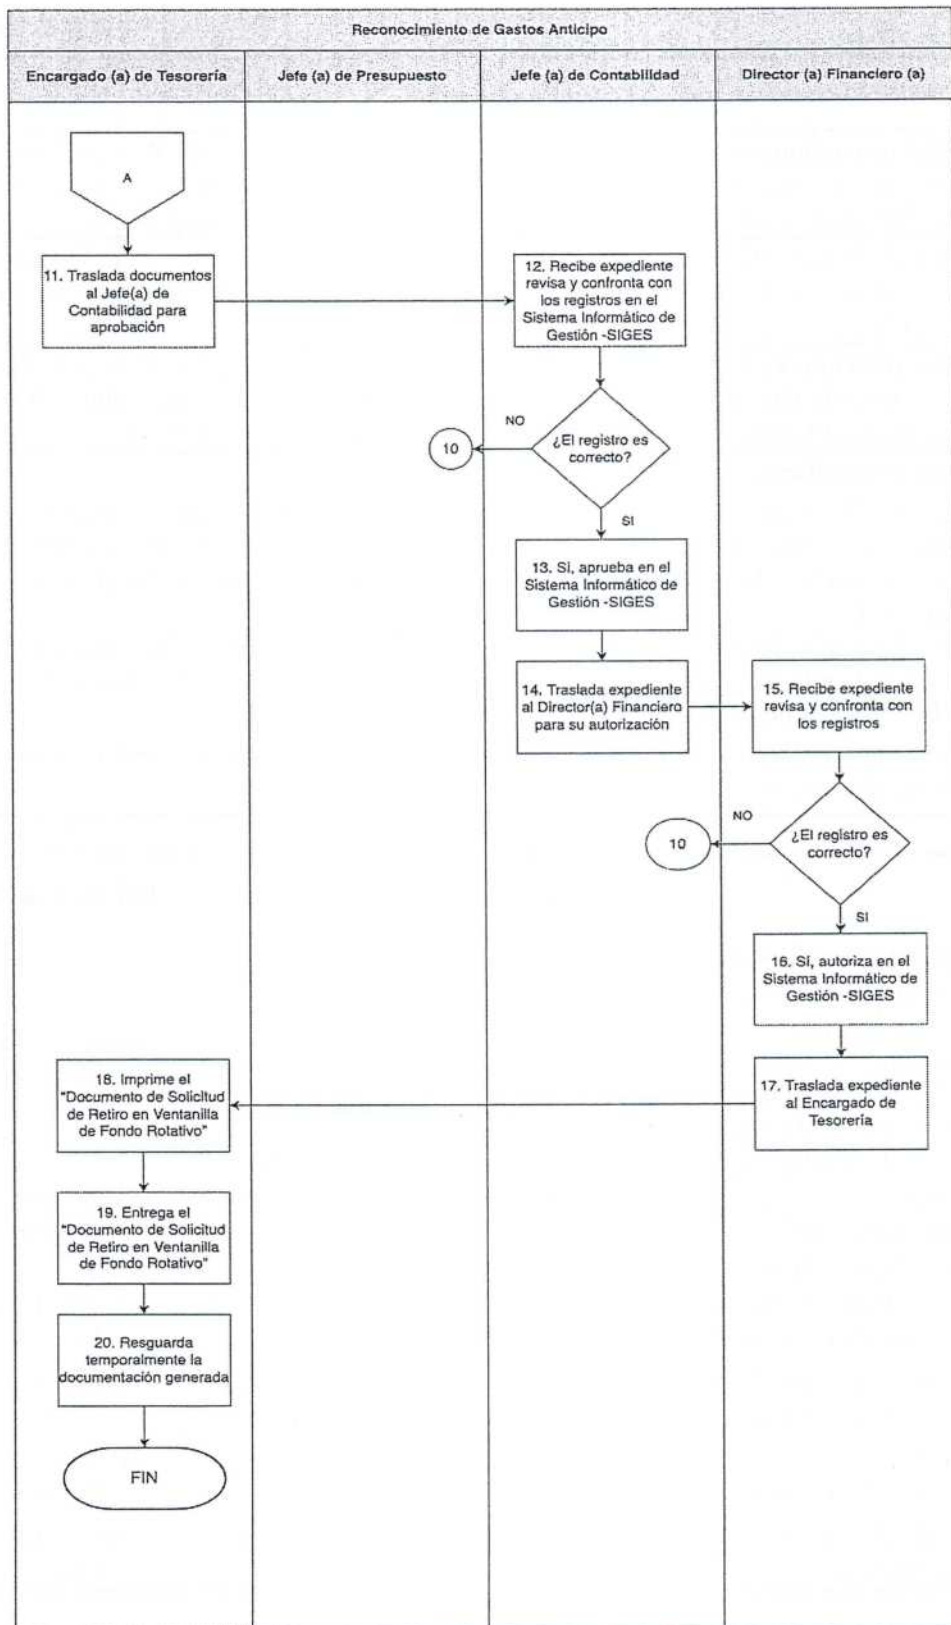 Reconocimiento de Gastos Anticipo
Encargado (a) de Tesorería
Jefe (a) de Presupuesto
Jefe (a) de Contabilidad
Director (a) Financiero (a)
A
11. Traslada documentos
al Jefe(a) de
Contabilidad para
aprobación
12. Recibe expediente
revisa y confronta con
los registros en el
Sistema Informático de
Gestión -SIGES
¿El registro es
correcto?
NO
10
SI
13. Sí, aprueba en el
Sistema Informático de
Gestión -SIGES
14. Traslada expediente
al Director(a) Financiero
para su autorización
15. Recibe expediente
revisa y confronta con
los registros
¿El registro es
correcto?
NO
10
SI
16. Sí, autoriza en el
Sistema Informático de
Gestión -SIGES
17. Traslada expediente
al Encargado de
Tesorería
18. Imprime el
"Documento de Solicitud
de Retiro en Ventanilla
de Fondo Rotativo"
19. Entrega el
"Documento de Solicitud
de Retiro en Ventanilla
de Fondo Rotativo"
20. Resguarda
temporalmente la
documentación generada
FIN